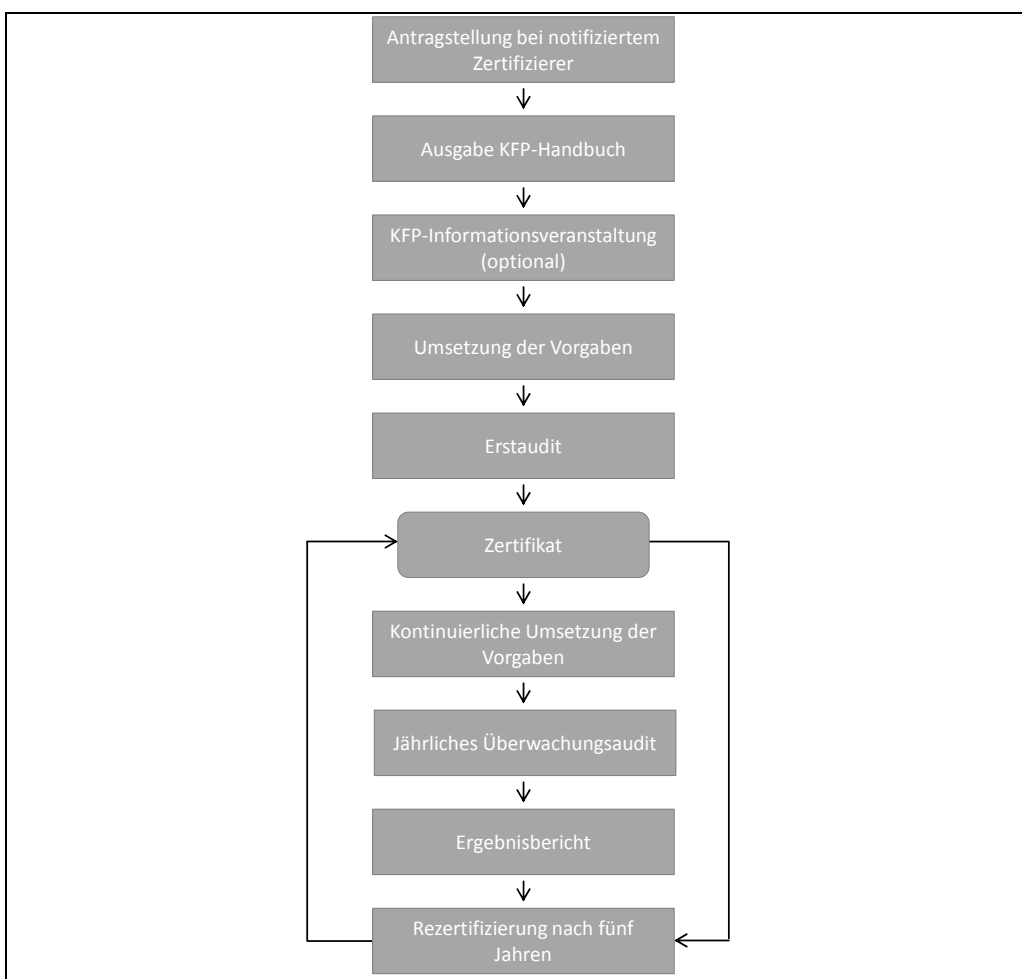 Antragstellung bei notifiziertem
Zertifizierer
Ausgabe KFP-Handbuch
KFP-Informationsveranstaltung
(optional)
Umsetzung der Vorgaben
Erstaudit
Zertifikat
Kontinuierliche Umsetzung der
Vorgaben
Jährliches Überwachungsaudit
Ergebnisbericht
Rezertifizierung nach fünf
Jahren